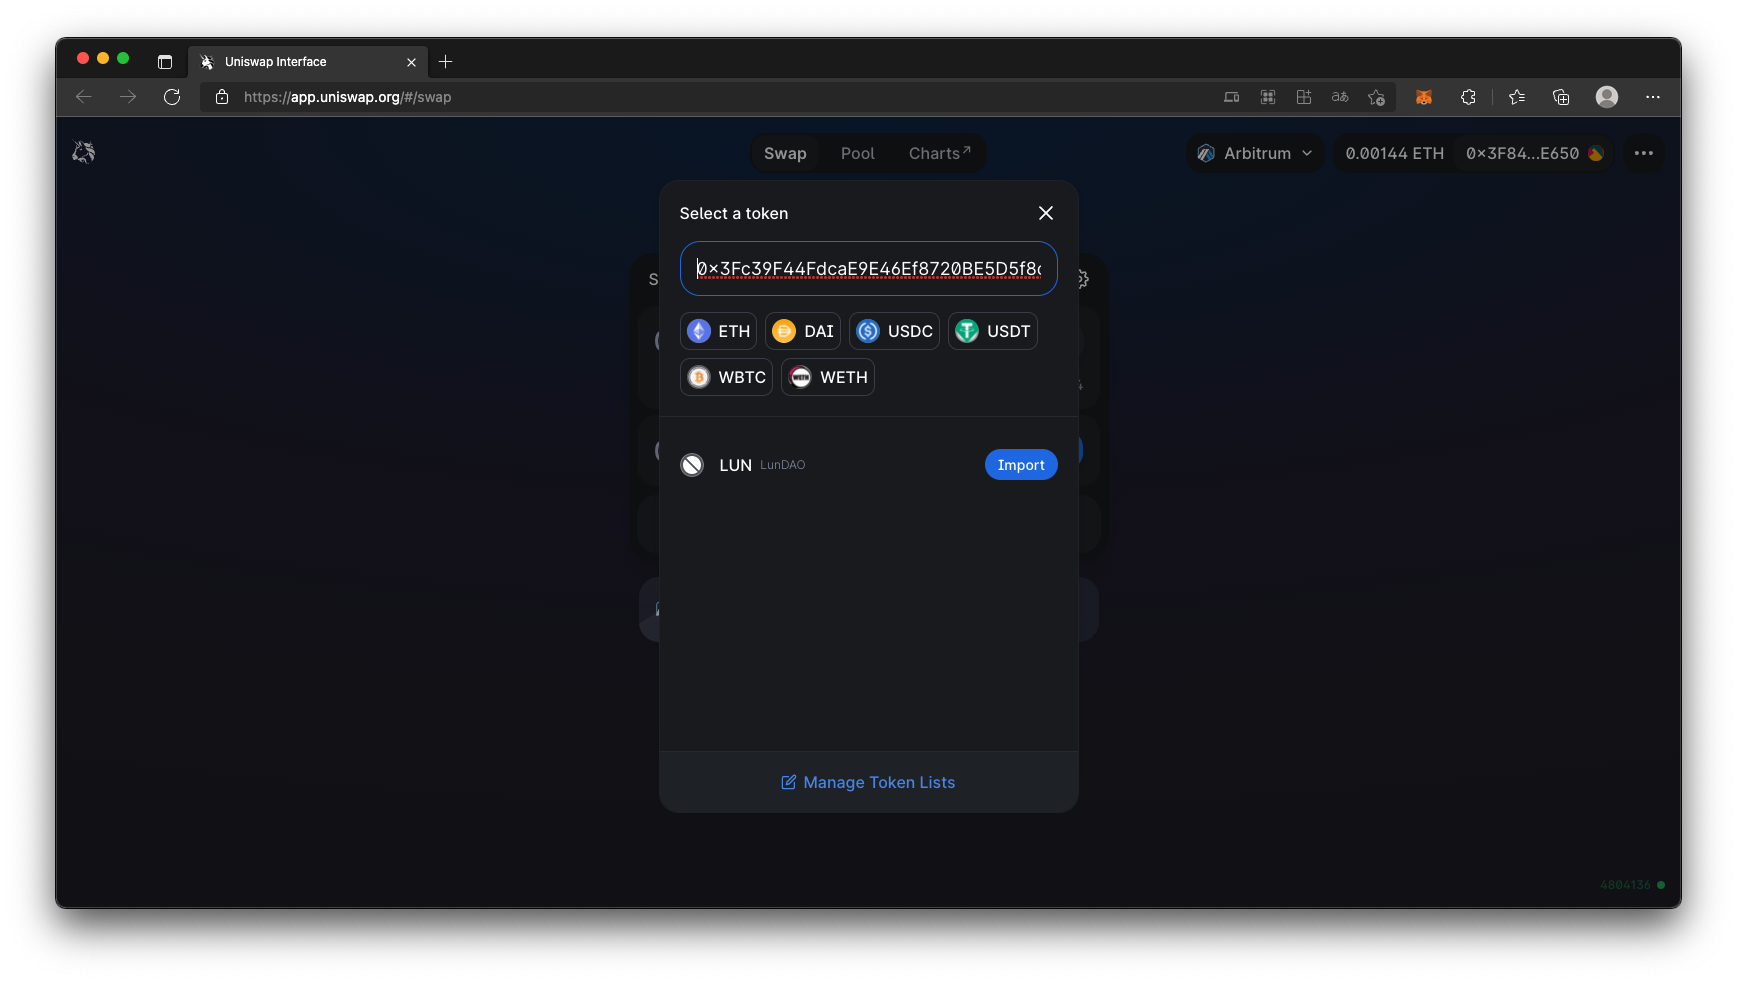 Uniswap Interface
https://app.uniswap.org/#/swap
Swap Pool Charts↗
Arbitrum 0.00144 ETH 0x3F84...E650
Select a token
0x3Fc39F44FdcaE9E46Ef8720BE5D5f8
ETH DAI USDC USDT
WBTC WETH
LUN LunDAO Import
Manage Token Lists
4804136